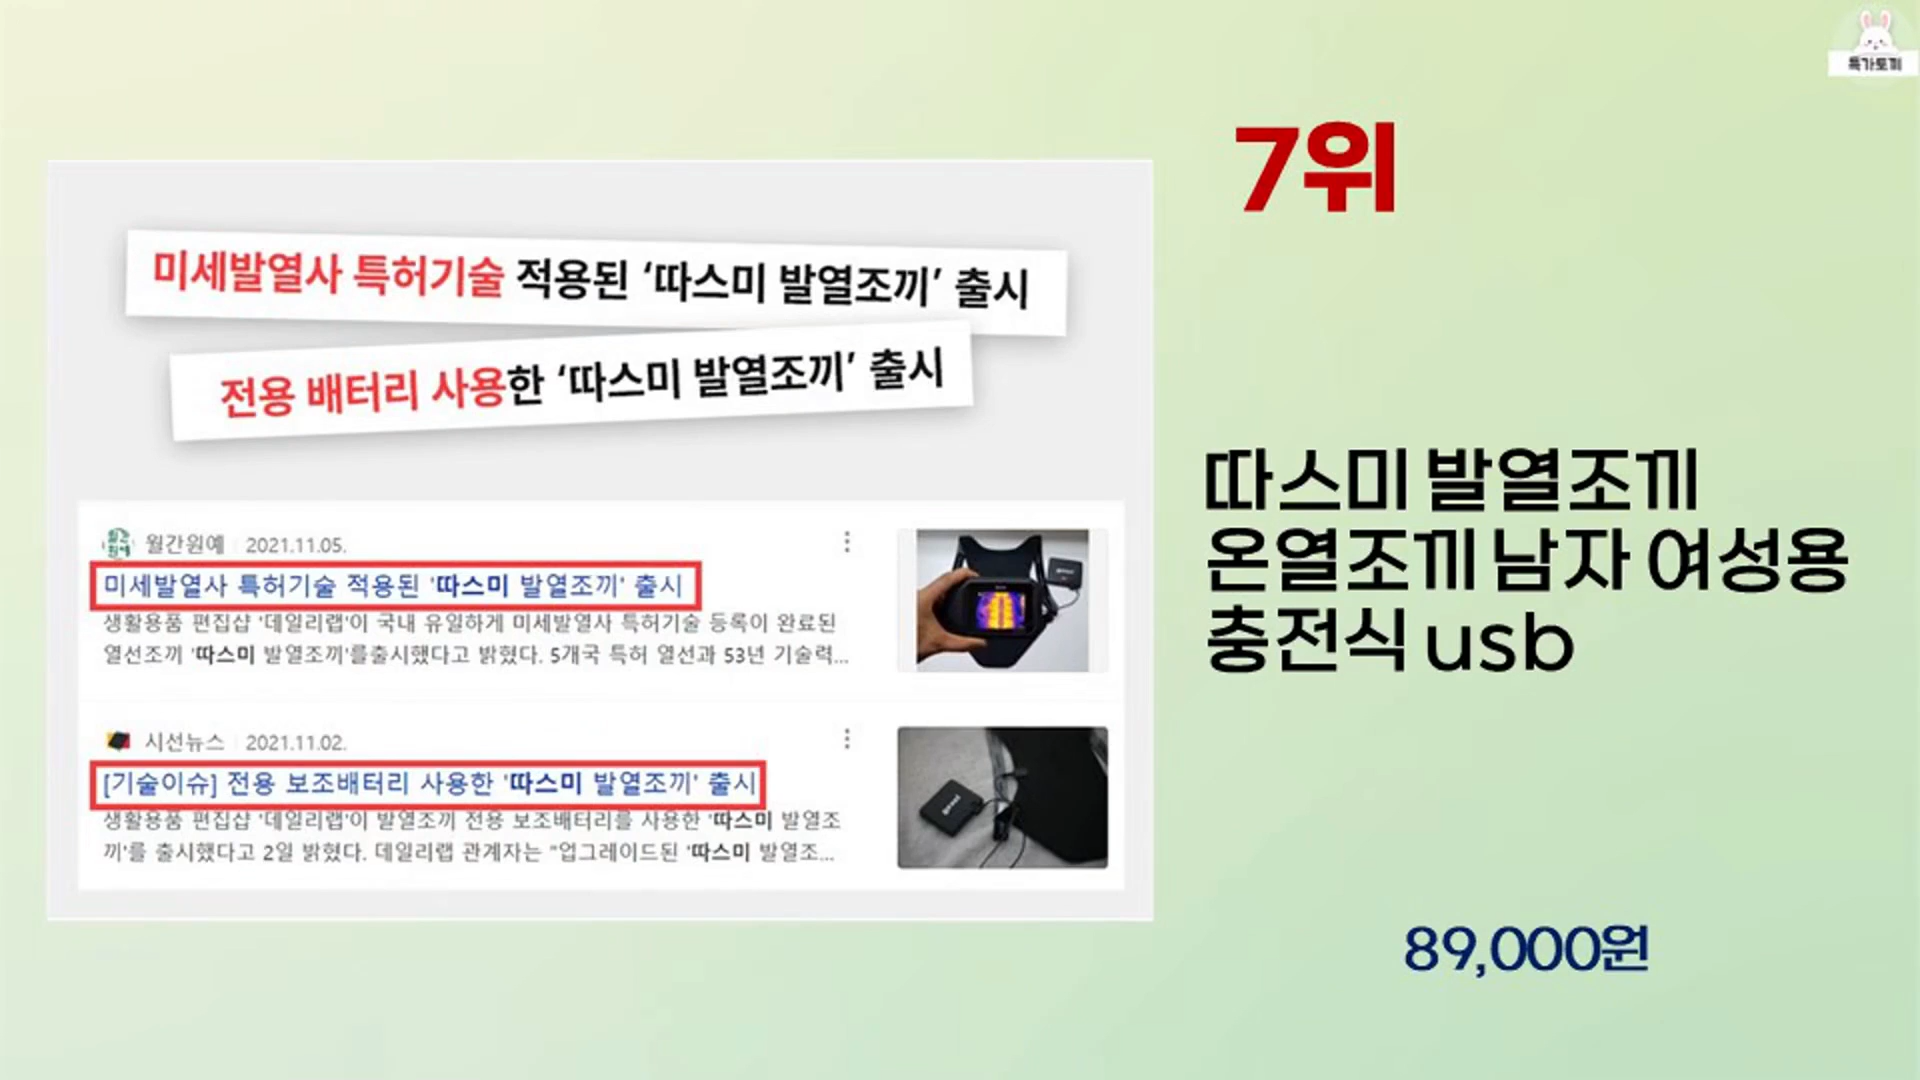 특가토끼
7위
미세발열사 특허기술 적용된 ‘따스미 발열조끼’ 출시
전용 배터리 사용한 ‘따스미 발열조끼’ 출시
월간원예 2021.11.05.
미세발열사 특허기술 적용된 '따스미 발열조끼' 출시
생활용품 편집샵 '데일리랩'이 국내 유일하게 미세발열사 특허기술 등록이 완료된
열선조끼 '따스미 발열조끼'를출시했다고 밝혔다. 5개국 특허 열선과 53년 기술력...
시선뉴스 2021.11.02.
[기술이슈] 전용 보조배터리 사용한 '따스미 발열조끼' 출시
생활용품 편집샵 '데일리랩'이 발열조끼 전용 보조배터리를 사용한 '따스미 발열조
끼'를 출시했다고 2일 밝혔다. 데일리랩 관계자는 "업그레이드된 '따스미 발열조...
따스미 발열조끼
온열조끼 남자 여성용
충전식 usb
89,000원